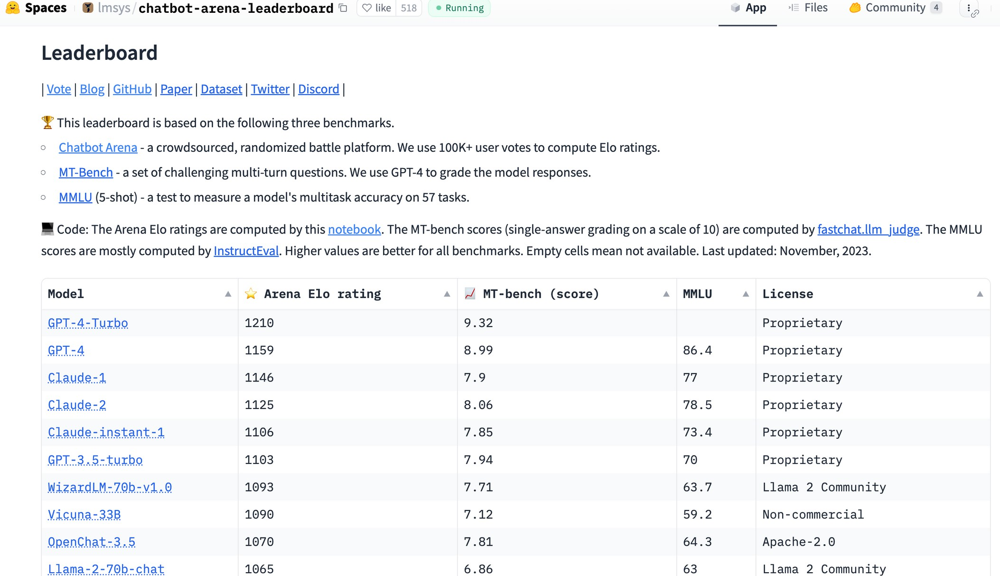 🤗 Spaces lmsys/chatbot-arena-leaderboard like 518 Running App Files Community 4
Leaderboard
| Vote | Blog | GitHub | Paper | Dataset | Twitter | Discord |
🏆 This leaderboard is based on the following three benchmarks.
○ Chatbot Arena - a crowdsourced, randomized battle platform. We use 100K+ user votes to compute Elo ratings.
○ MT-Bench - a set of challenging multi-turn questions. We use GPT-4 to grade the model responses.
○ MMLU (5-shot) - a test to measure a model's multitask accuracy on 57 tasks.
💻 Code: The Arena Elo ratings are computed by this notebook. The MT-bench scores (single-answer grading on a scale of 10) are computed by fastchat.llm_judge. The MMLU
scores are mostly computed by InstructEval. Higher values are better for all benchmarks. Empty cells mean not available. Last updated: November, 2023.
Model ▲ ⭐ Arena Elo rating ▲ 📈 MT-bench (score) ▲ MMLU ▲ License ▲
GPT-4-Turbo 1210 9.32 Proprietary
GPT-4 1159 8.99 86.4 Proprietary
Claude-1 1146 7.9 77 Proprietary
Claude-2 1125 8.06 78.5 Proprietary
Claude-instant-1 1106 7.85 73.4 Proprietary
GPT-3.5-turbo 1103 7.94 70 Proprietary
WizardLM-70b-v1.0 1093 7.71 63.7 Llama 2 Community
Vicuna-33B 1090 7.12 59.2 Non-commercial
OpenChat-3.5 1070 7.81 64.3 Apache-2.0
Llama-2-70b-chat 1065 6.86 63 Llama 2 Community